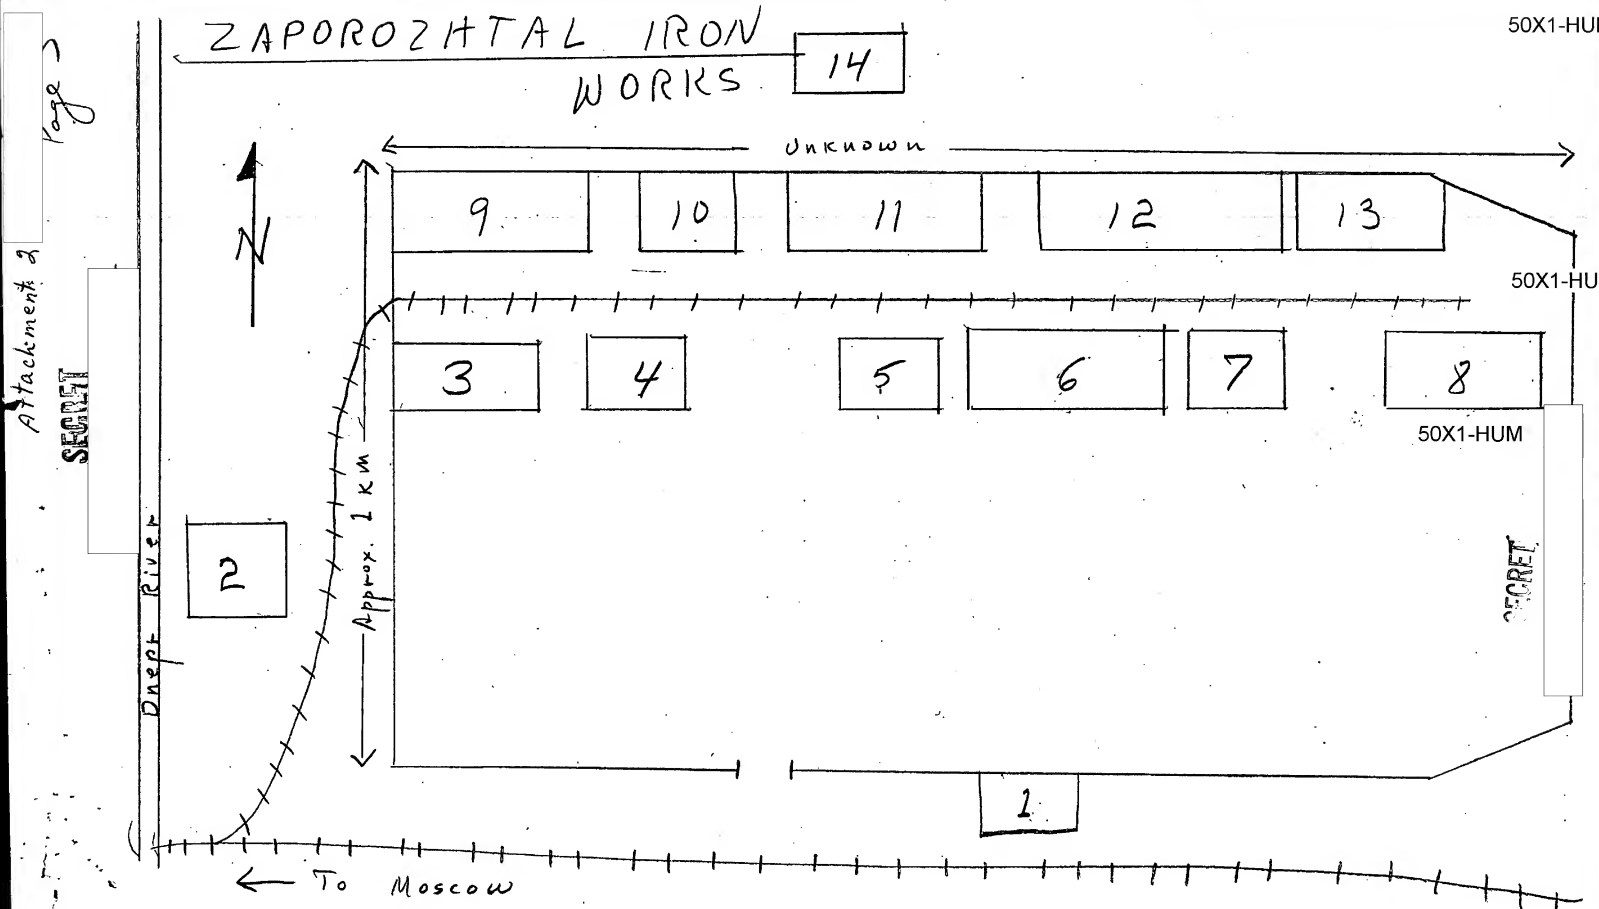 ZAPOROZHTAL IRON
WORKS
14
50X1-HUM
Page
Unknown
9
10
11
12
13
N
50X1-HU
3
4
5
6
7
8
50X1-HUM
Attachment 2
SECRET
Approx. 1 km
2
Dnepr River
SECRET
1
← To Moscow